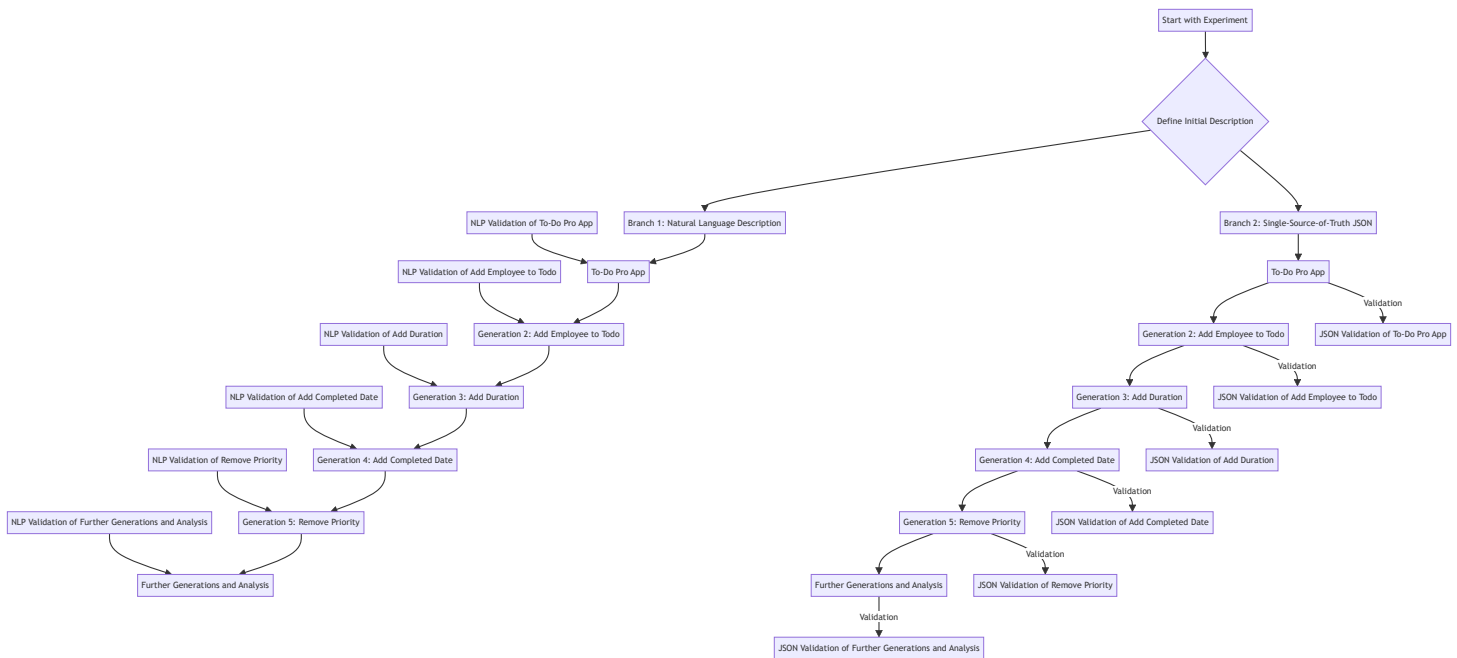 Start with Experiment
Define Initial Description
NLP Validation of To-Do Pro App
Branch 1: Natural Language Description
Branch 2: Single-Source-of-Truth JSON
NLP Validation of Add Employee to Todo
To-Do Pro App
To-Do Pro App
Validation
NLP Validation of Add Duration
Generation 2: Add Employee to Todo
Generation 2: Add Employee to Todo
JSON Validation of To-Do Pro App
Validation
NLP Validation of Add Completed Date
Generation 3: Add Duration
Generation 3: Add Duration
JSON Validation of Add Employee to Todo
Validation
NLP Validation of Remove Priority
Generation 4: Add Completed Date
Generation 4: Add Completed Date
JSON Validation of Add Duration
Validation
NLP Validation of Further Generations and Analysis
Generation 5: Remove Priority
Generation 5: Remove Priority
JSON Validation of Add Completed Date
Validation
Further Generations and Analysis
Further Generations and Analysis
JSON Validation of Remove Priority
Validation
JSON Validation of Further Generations and Analysis